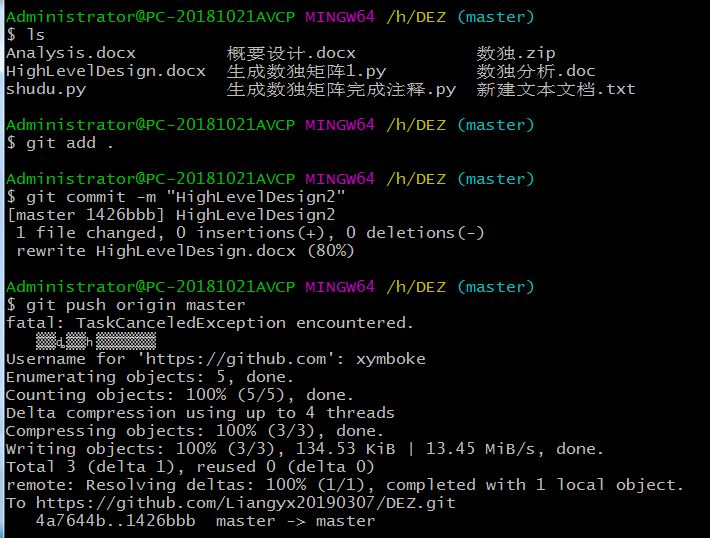 Administrator@PC-20181021AVCP MINGW64 /h/DEZ (master)
$ ls
Analysis.docx 概要设计.docx 数独.zip
HighLevelDesign.docx 生成数独矩阵1.py 数独分析.doc
shudu.py 生成数独矩阵完成注释.py 新建文本文档.txt
Administrator@PC-20181021AVCP MINGW64 /h/DEZ (master)
$ git add .
Administrator@PC-20181021AVCP MINGW64 /h/DEZ (master)
$ git commit -m "HighLevelDesign2"
[master 1426bbb] HighLevelDesign2
1 file changed, 0 insertions(+), 0 deletions(-)
rewrite HighLevelDesign.docx (80%)
Administrator@PC-20181021AVCP MINGW64 /h/DEZ (master)
$ git push origin master
fatal: TaskCanceledException encountered.
Username for 'https://github.com': xymboke
Enumerating objects: 5, done.
Counting objects: 100% (5/5), done.
Delta compression using up to 4 threads
Compressing objects: 100% (3/3), done.
Writing objects: 100% (3/3), 134.53 KiB | 13.45 MiB/s, done.
Total 3 (delta 1), reused 0 (delta 0)
remote: Resolving deltas: 100% (1/1), completed with 1 local object.
To https://github.com/Liangyx20190307/DEZ.git
4a7644b..1426bbb master -> master